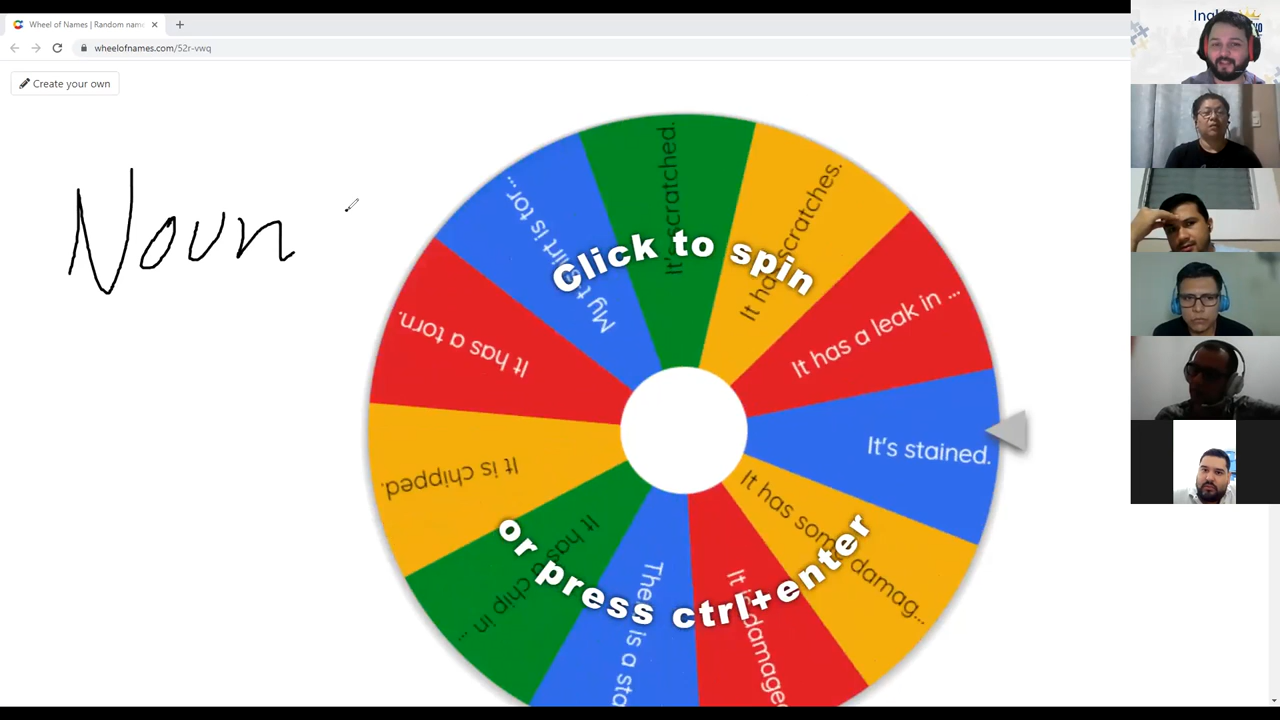 Wheel of Names | Random name
wheelofnames.com/52r-vwq
Create your own
Noun
Click to spin
or press ctrl+enter
It's scratched.
It has scratches.
It has a leak in ...
It's stained.
It has some damag...
It is damage
There is a sta
It has a chip in ...
It is chipped.
It has a torn.
My t-shirt is tor...